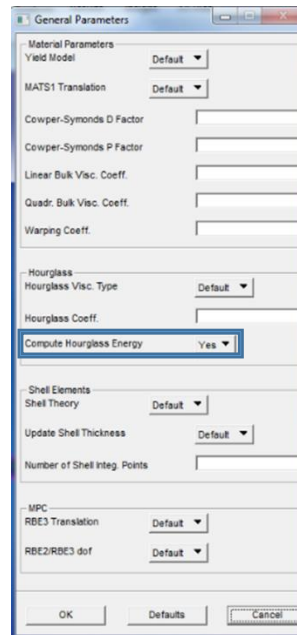 General Parameters
Material Parameters
Yield Model Default
MATS1 Translation Default
Cowper-Symonds D Factor
Cowper-Symonds P Factor
Linear Bulk Visc. Coeff.
Quadr. Bulk Visc. Coeff.
Warping Coeff.
Hourglass
Hourglass Visc. Type Default
Hourglass Coeff.
Compute Hourglass Energy Yes
Shell Elements
Shell Theory Default
Update Shell Thickness Default
Number of Shell Integ. Points
MPC
RBE3 Translation Default
RBE2/RBE3 dof Default
OK Defaults Cancel